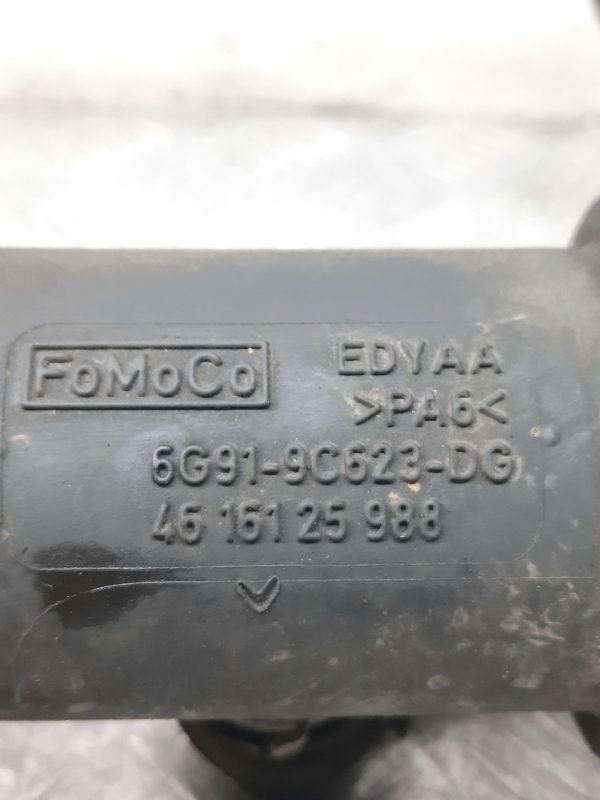 FoMoCo
EDYAA
>PA6<
6G91-9C623-DG
46 161 25 988